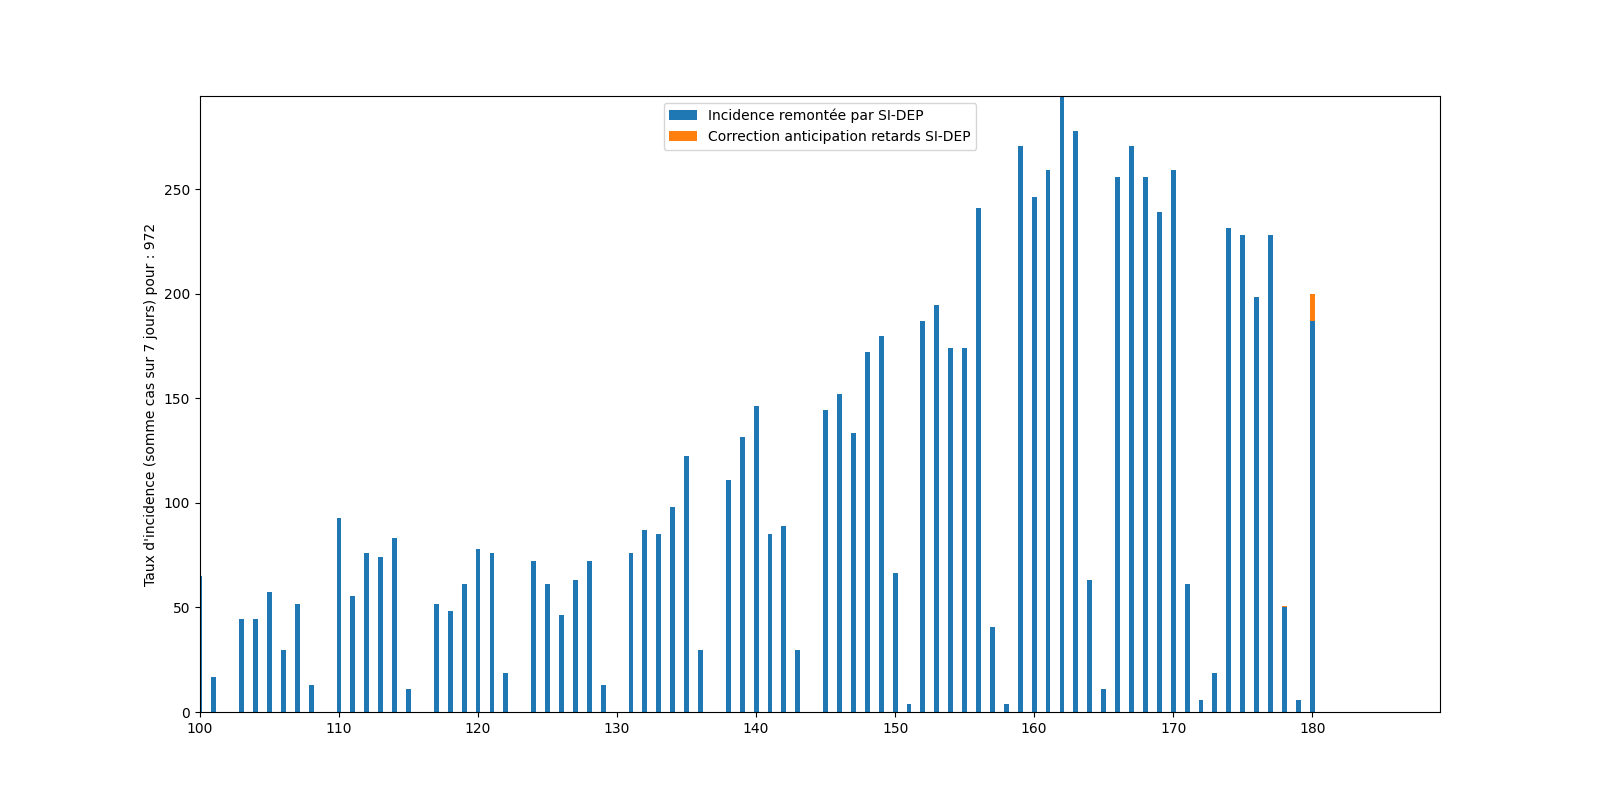 Incidence remontée par SI-DEP
Correction anticipation retards SI-DEP
Taux d'incidence (somme cas sur 7 jours) pour : 972
250
200
150
100
50
0
100 110 120 130 140 150 160 170 180